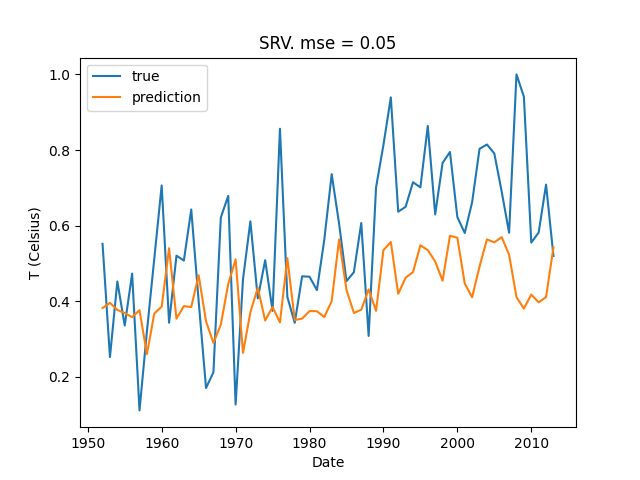 SRV. mse = 0.05
true
prediction
T (Celsius)
1.0
0.8
0.6
0.4
0.2
1950 1960 1970 1980 1990 2000 2010
Date